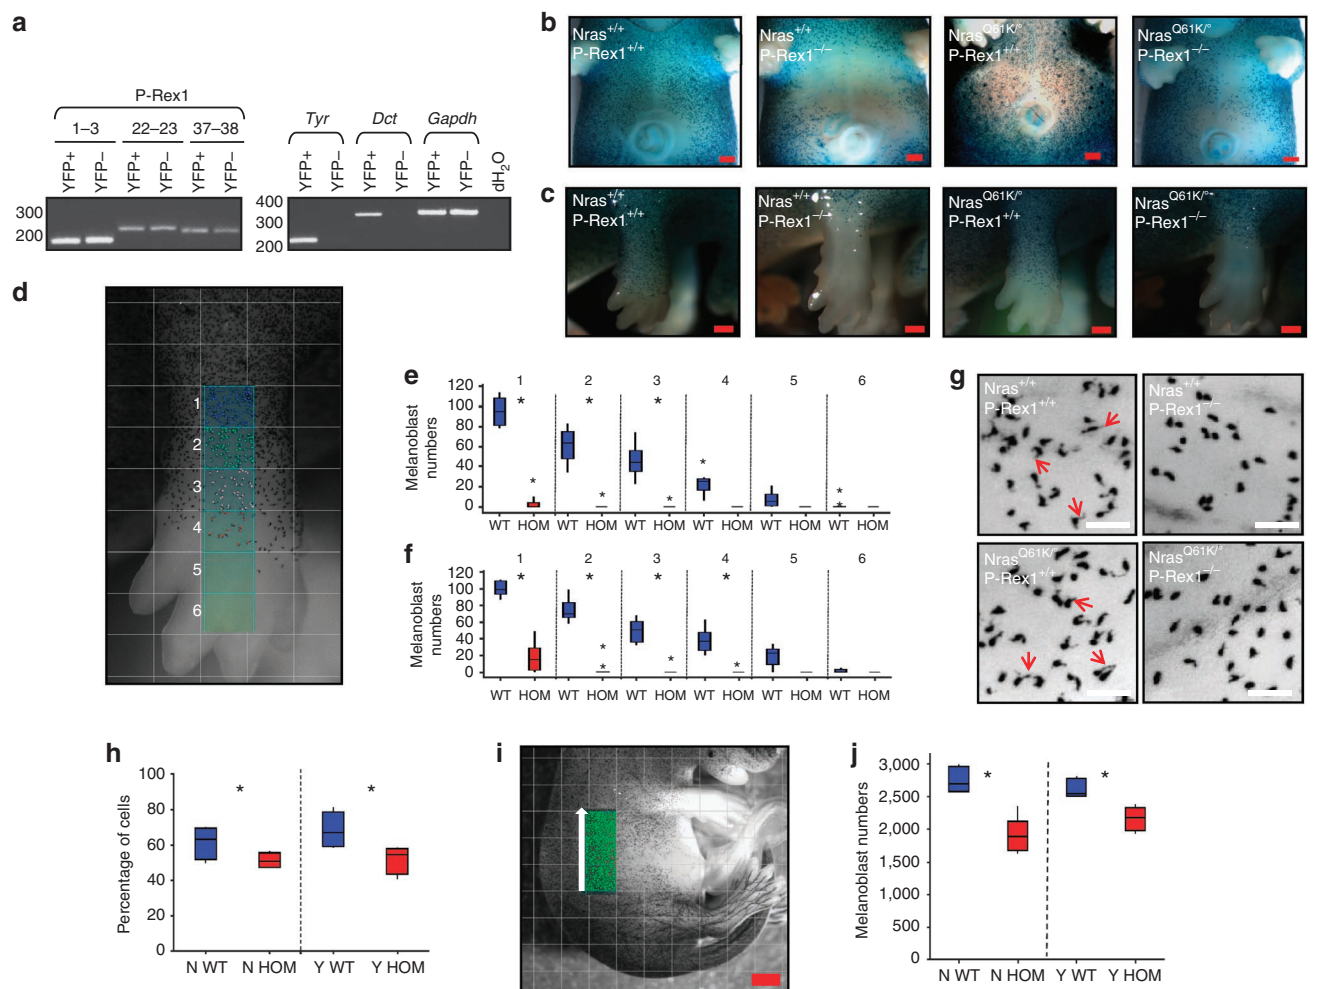 a
P-Rex1
1–3 22–23 37–38
YFP+ YFP– YFP+ YFP– YFP+ YFP–
300
200
Tyr Dct Gapdh
YFP+ YFP– YFP+ YFP– YFP+ YFP– dH2O
400
300
200
b
Nras+/+
P-Rex1+/+
Nras+/+
P-Rex1–/–
NrasQ61K/°
P-Rex1+/+
NrasQ61K/°
P-Rex1–/–
c
Nras+/+
P-Rex1+/+
Nras+/+
P-Rex1–/–
NrasQ61K/°
P-Rex1+/+
NrasQ61K/°
P-Rex1–/–
d
1
2
3
4
5
6
e
1 2 3 4 5 6
Melanoblast
numbers
120
100
80
60
40
20
0
* * *
* * * * *
*
WT HOM WT HOM WT HOM WT HOM WT HOM WT HOM
f
1 2 3 4 5 6
Melanoblast
numbers
120
100
80
60
40
20
0
* * * *
* * * *
WT HOM WT HOM WT HOM WT HOM WT HOM WT HOM
g
Nras+/+
P-Rex1+/+
Nras+/+
P-Rex1–/–
NrasQ61K/°
P-Rex1+/+
NrasQ61K/°
P-Rex1–/–
h
Percentage of cells
100
80
60
40
20
0
* *
N WT N HOM Y WT Y HOM
i
j
Melanoblast numbers
3,000
2,500
2,000
1,500
1,000
500
0
* *
N WT N HOM Y WT Y HOM